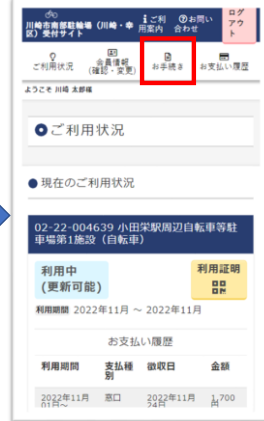 川崎市南部駐輪場（川崎・幸
区）受付サイト
ご利
用案内
お問い
合わせ
ログ
アウ
ト
ご利用状況
会員情報
(確認・変更)
お手続き
お支払い履歴
ようこそ 川崎 太郎様
ご利用状況
現在のご利用状況
02-22-004639 小田
栄駅周辺自転車等駐
車場第1施設
（自転車）
利用中
(更新可能)
利用証明
利用期間 2022年11月 ～ 2022年11月
お支払い履歴
利用期間 支払種別 徴収日 金額
2022年11月01日～ 窓口 2022年11月24日 1,700円